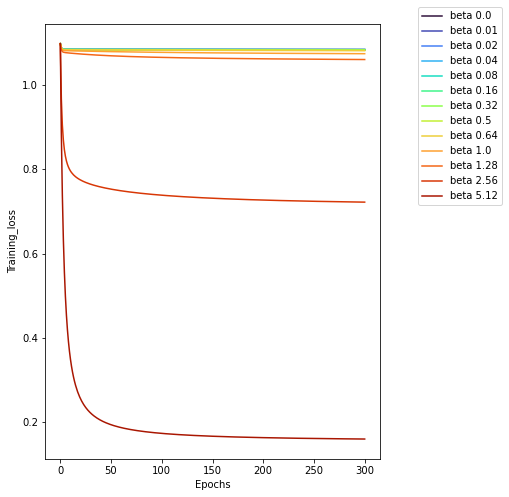 beta 0.0
beta 0.01
beta 0.02
beta 0.04
beta 0.08
beta 0.16
beta 0.32
beta 0.5
beta 0.64
beta 1.0
beta 1.28
beta 2.56
beta 5.12
1.0
0.8
0.6
0.4
0.2
Training_loss
0 50 100 150 200 250 300
Epochs